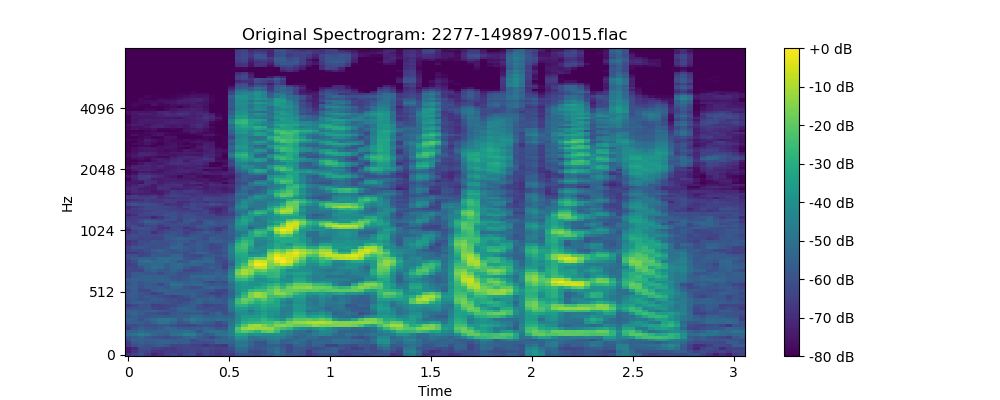 Original Spectrogram: 2277-149897-0015.flac
Hz
4096
2048
1024
512
0
0
0.5
1
1.5
2
2.5
3
Time
+0 dB
-10 dB
-20 dB
-30 dB
-40 dB
-50 dB
-60 dB
-70 dB
-80 dB